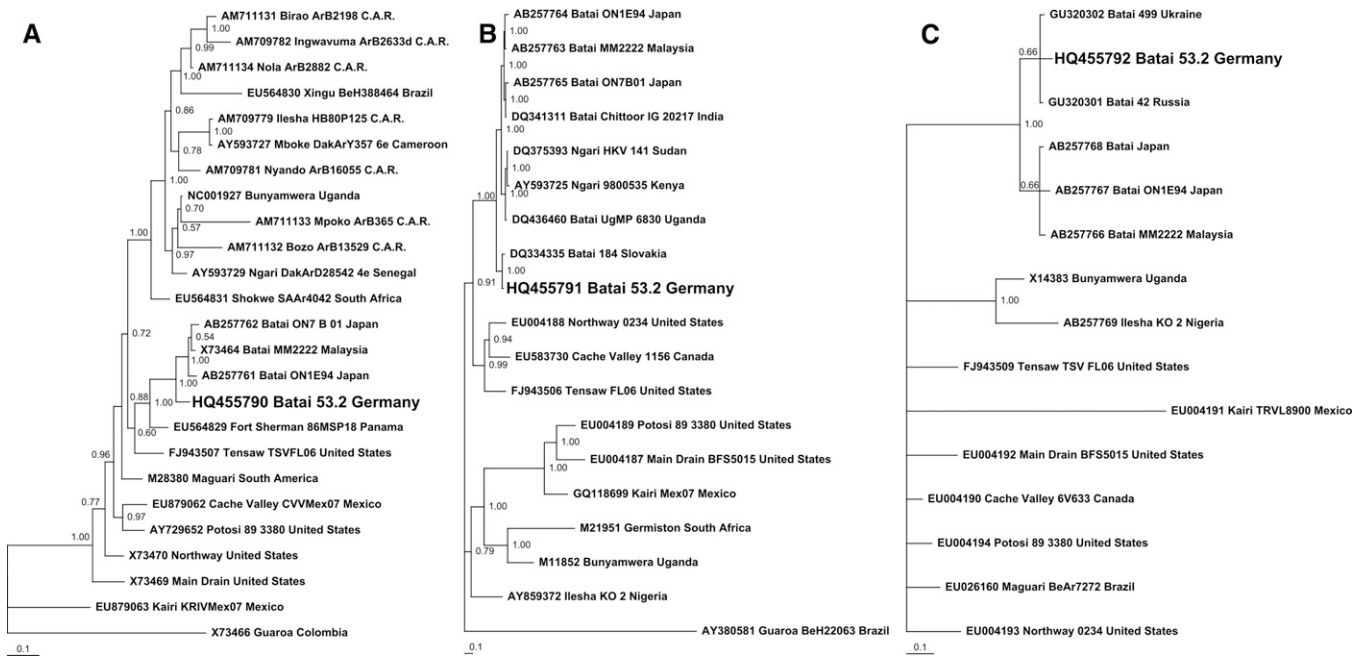 A
AM711131 Birao ArB2198 C.A.R.
1.00
0.99
AM709782 Ingwavuma ArB2633d C.A.R.
AM711134 Nola ArB2882 C.A.R.
1.00
EU564830 Xingu BeH388464 Brazil
0.86
AM709779 Ilesha HB80P125 C.A.R.
1.00
AY593727 Mboke DakArY357 6e Cameroon
0.78
AM709781 Nyando ArB16055 C.A.R.
1.00
NC001927 Bunyamwera Uganda
0.70
AM711133 Mpoko ArB365 C.A.R.
0.57
1.00
AM711132 Bozo ArB13529 C.A.R.
0.97
AY593729 Ngari DakArD28542 4e Senegal
EU564831 Shokwe SAAr4042 South Africa
0.72
AB257762 Batai ON7 B 01 Japan
0.54
X73464 Batai MM2222 Malaysia
1.00
AB257761 Batai ON1E94 Japan
1.00
0.88
1.00
HQ455790 Batai 53.2 Germany
EU564829 Fort Sherman 86MSP18 Panama
0.60
FJ943507 Tensaw TSVFL06 United States
0.96
M28380 Maguari South America
0.77
EU879062 Cache Valley CVVMex07 Mexico
0.97
AY729652 Potosi 89 3380 United States
1.00
X73470 Northway United States
X73469 Main Drain United States
EU879063 Kairi KRIVMex07 Mexico
X73466 Guaroa Colombia
0.1
B
AB257764 Batai ON1E94 Japan
1.00
AB257763 Batai MM2222 Malaysia
AB257765 Batai ON7B01 Japan
1.00
DQ341311 Batai Chittoor IG 20217 India
1.00
DQ375393 Ngari HKV 141 Sudan
1.00
AY593725 Ngari 9800535 Kenya
1.00
1.00
DQ436460 Batai UgMP 6830 Uganda
DQ334335 Batai 184 Slovakia
1.00
0.91
HQ455791 Batai 53.2 Germany
EU004188 Northway 0234 United States
0.94
EU583730 Cache Valley 1156 Canada
0.99
FJ943506 Tensaw FL06 United States
EU004189 Potosi 89 3380 United States
1.00
EU004187 Main Drain BFS5015 United States
1.00
GQ118699 Kairi Mex07 Mexico
1.00
M21951 Germiston South Africa
1.00
0.79
M11852 Bunyamwera Uganda
AY859372 Ilesha KO 2 Nigeria
AY380581 Guaroa BeH22063 Brazil
0.1
C
GU320302 Batai 499 Ukraine
0.66
HQ455792 Batai 53.2 Germany
GU320301 Batai 42 Russia
1.00
AB257768 Batai Japan
0.66
AB257767 Batai ON1E94 Japan
AB257766 Batai MM2222 Malaysia
X14383 Bunyamwera Uganda
1.00
AB257769 Ilesha KO 2 Nigeria
FJ943509 Tensaw TSV FL06 United States
EU004191 Kairi TRVL8900 Mexico
EU004192 Main Drain BFS5015 United States
EU004190 Cache Valley 6V633 Canada
EU004194 Potosi 89 3380 United States
EU026160 Maguari BeAr7272 Brazil
EU004193 Northway 0234 United States
0.1